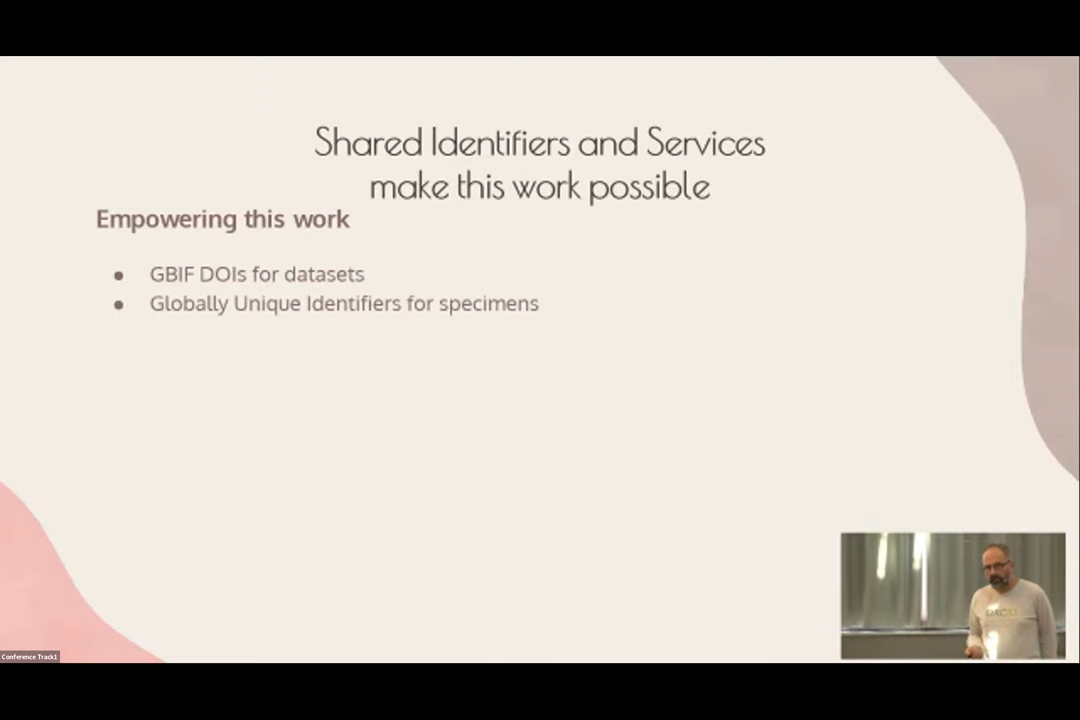 Shared Identifiers and Services
make this work possible
Empowering this work
● GBIF DOIs for datasets
● Globally Unique Identifiers for specimens
Conference Track1